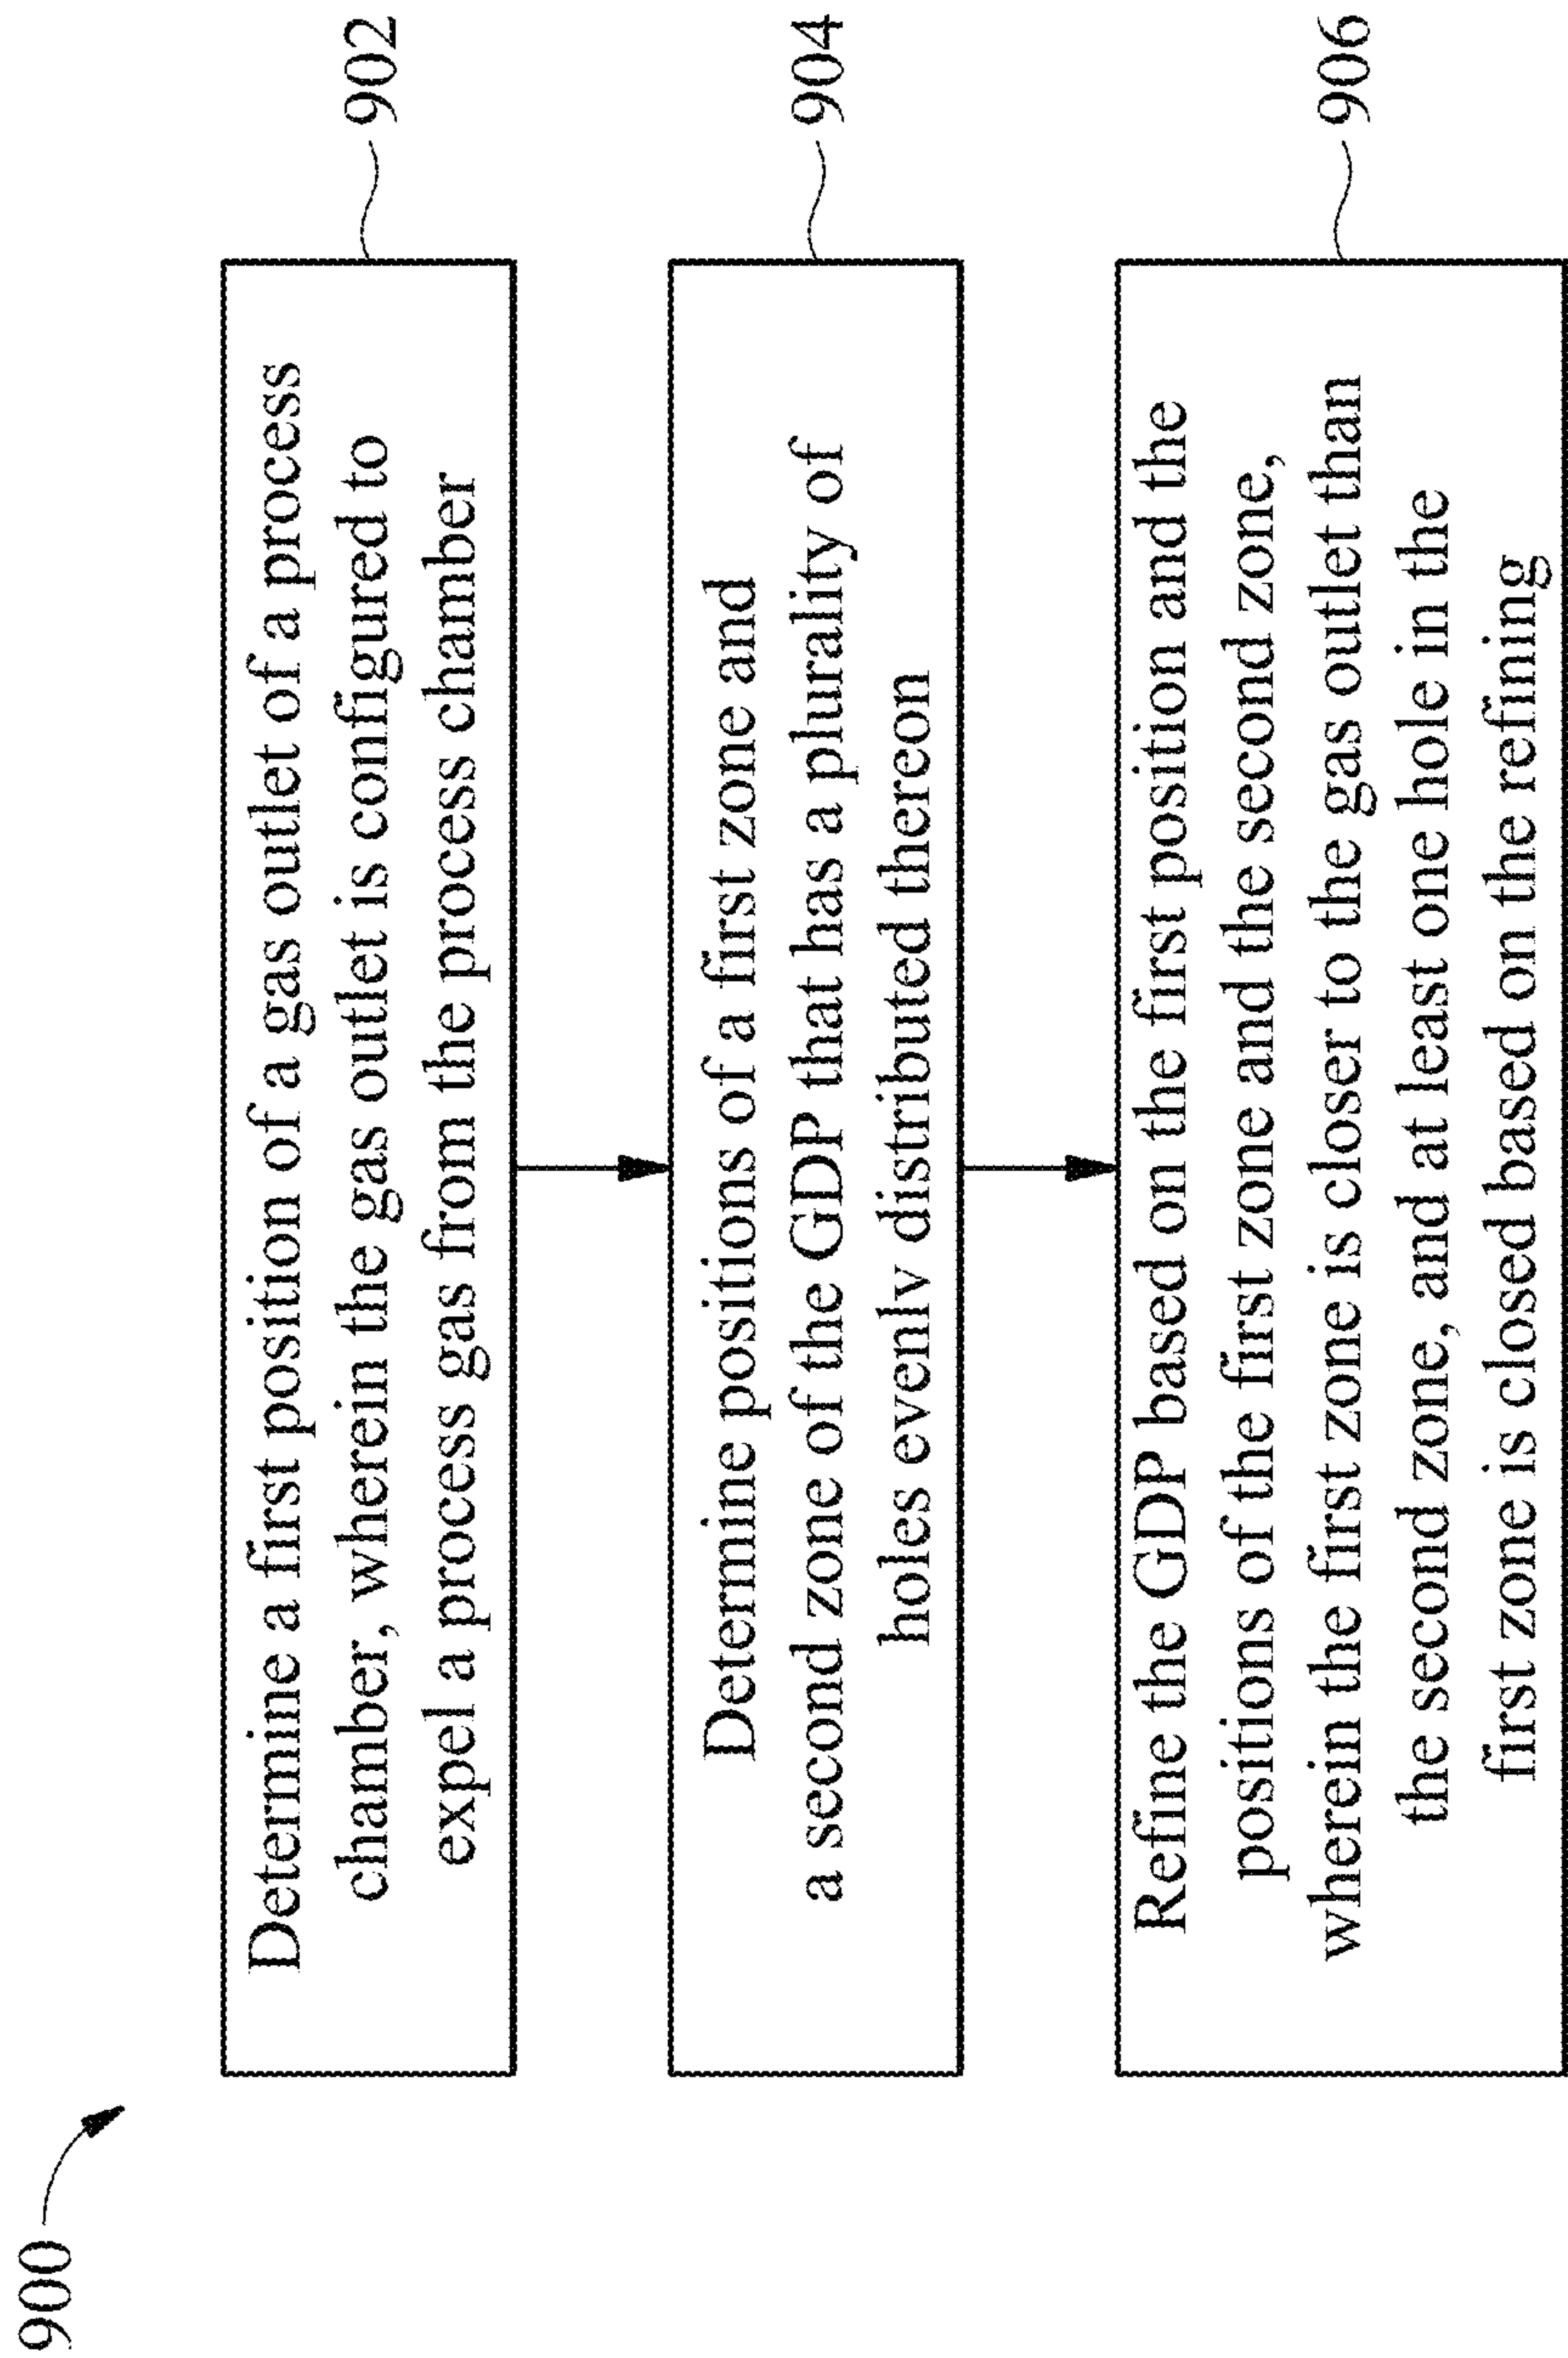 900
Determine a first position of a gas outlet of a process
chamber, wherein the gas outlet is configured to
expel a process gas from the process chamber
902
Determine positions of a first zone and
a second zone of the GDP that has a plurality of
holes evenly distributed thereon
904
Refine the GDP based on the first position and the
positions of the first zone and the second zone,
wherein the first zone is closer to the gas outlet than
the second zone, and at least one hole in the
first zone is closed based on the refining
906